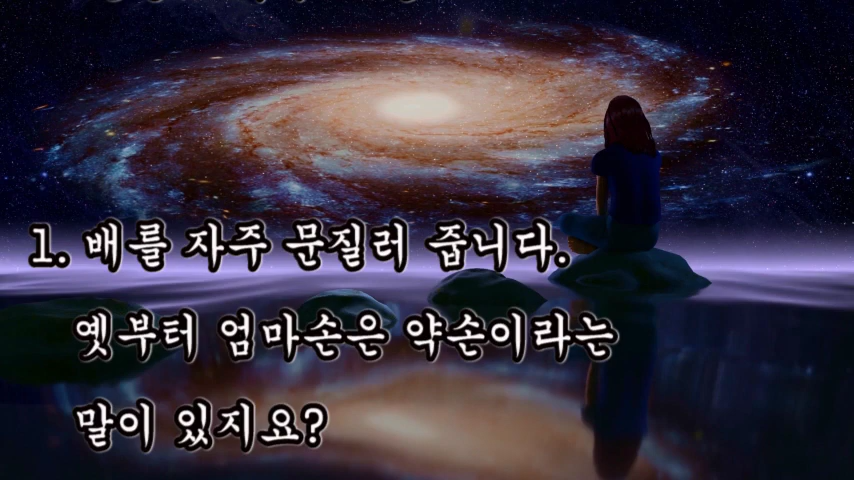 1. 배를 자주 문질러 줍니다.
옛부터 엄마손은 약손이라는
말이 있지요?